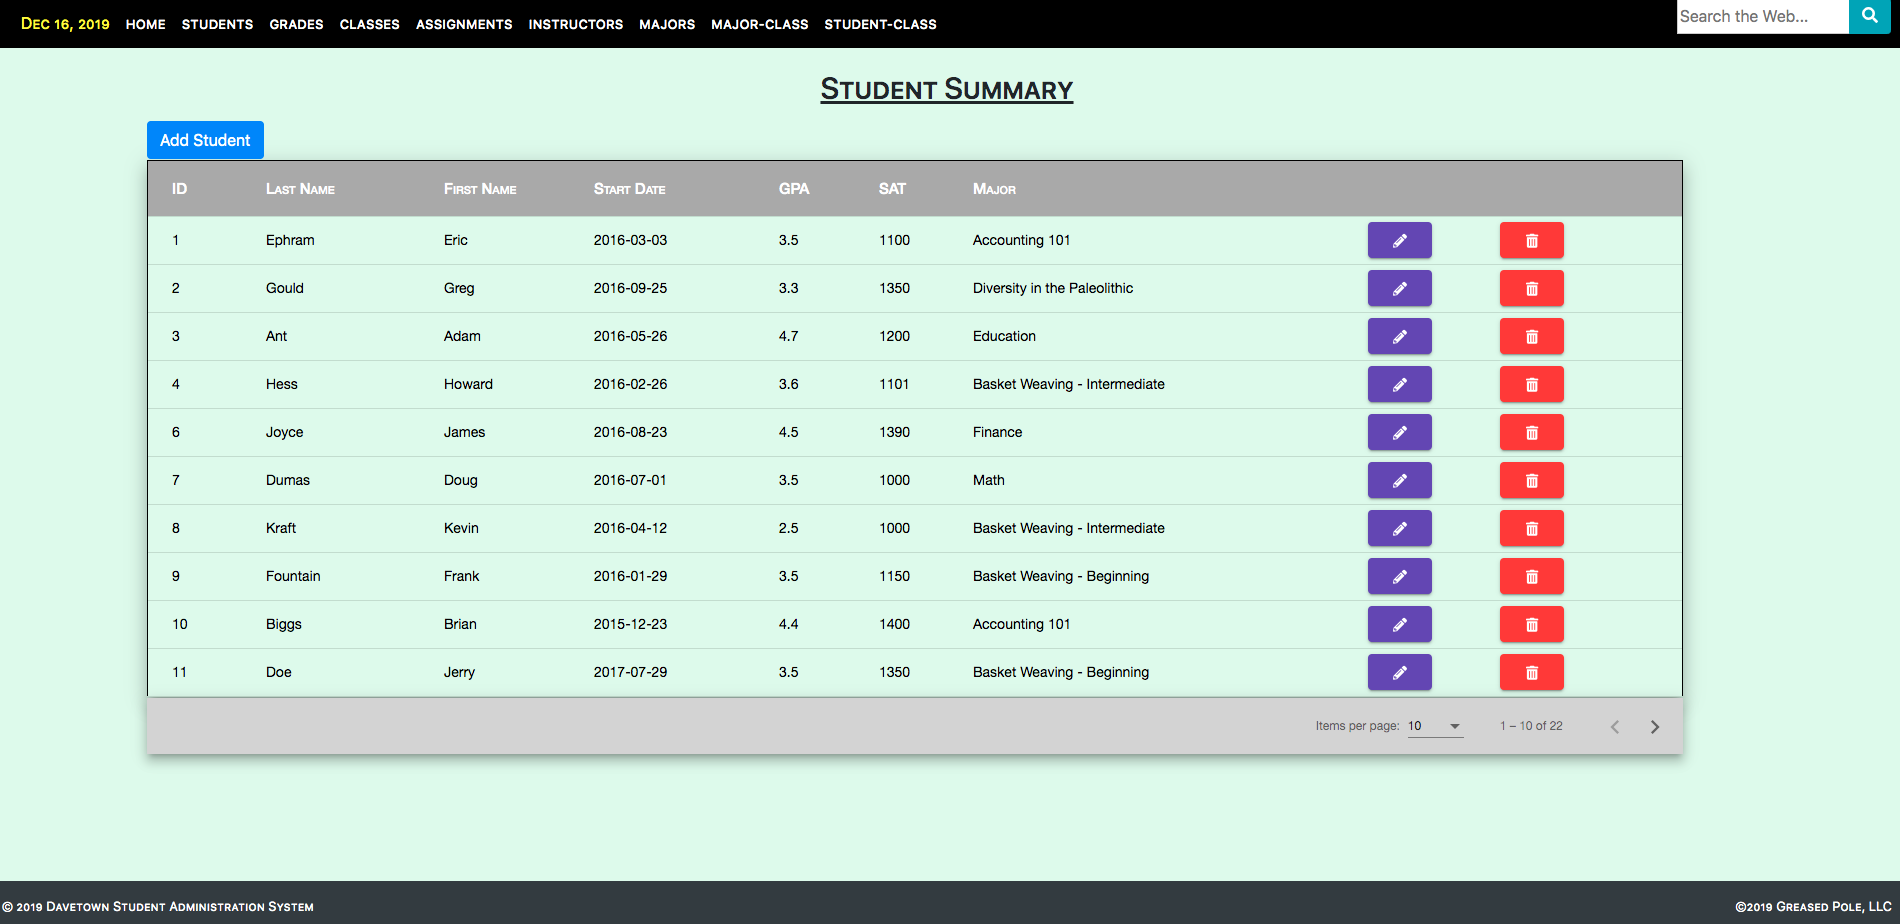 Dec 16, 2019 HOME STUDENTS GRADES CLASSES ASSIGNMENTS INSTRUCTORS MAJORS MAJOR-CLASS STUDENT-CLASS Search the Web...
Student Summary
Add Student
ID Last Name First Name Start Date GPA SAT Major
1 Ephram Eric 2016-03-03 3.5 1100 Accounting 101
2 Gould Greg 2016-09-25 3.3 1350 Diversity in the Paleolithic
3 Ant Adam 2016-05-26 4.7 1200 Education
4 Hess Howard 2016-02-26 3.6 1101 Basket Weaving - Intermediate
6 Joyce James 2016-08-23 4.5 1390 Finance
7 Dumas Doug 2016-07-01 3.5 1000 Math
8 Kraft Kevin 2016-04-12 2.5 1000 Basket Weaving - Intermediate
9 Fountain Frank 2016-01-29 3.5 1150 Basket Weaving - Beginning
10 Biggs Brian 2015-12-23 4.4 1400 Accounting 101
11 Doe Jerry 2017-07-29 3.5 1350 Basket Weaving - Beginning
Items per page: 10 1 – 10 of 22
© 2019 Davetown Student Administration System ©2019 Greased Pole, LLC